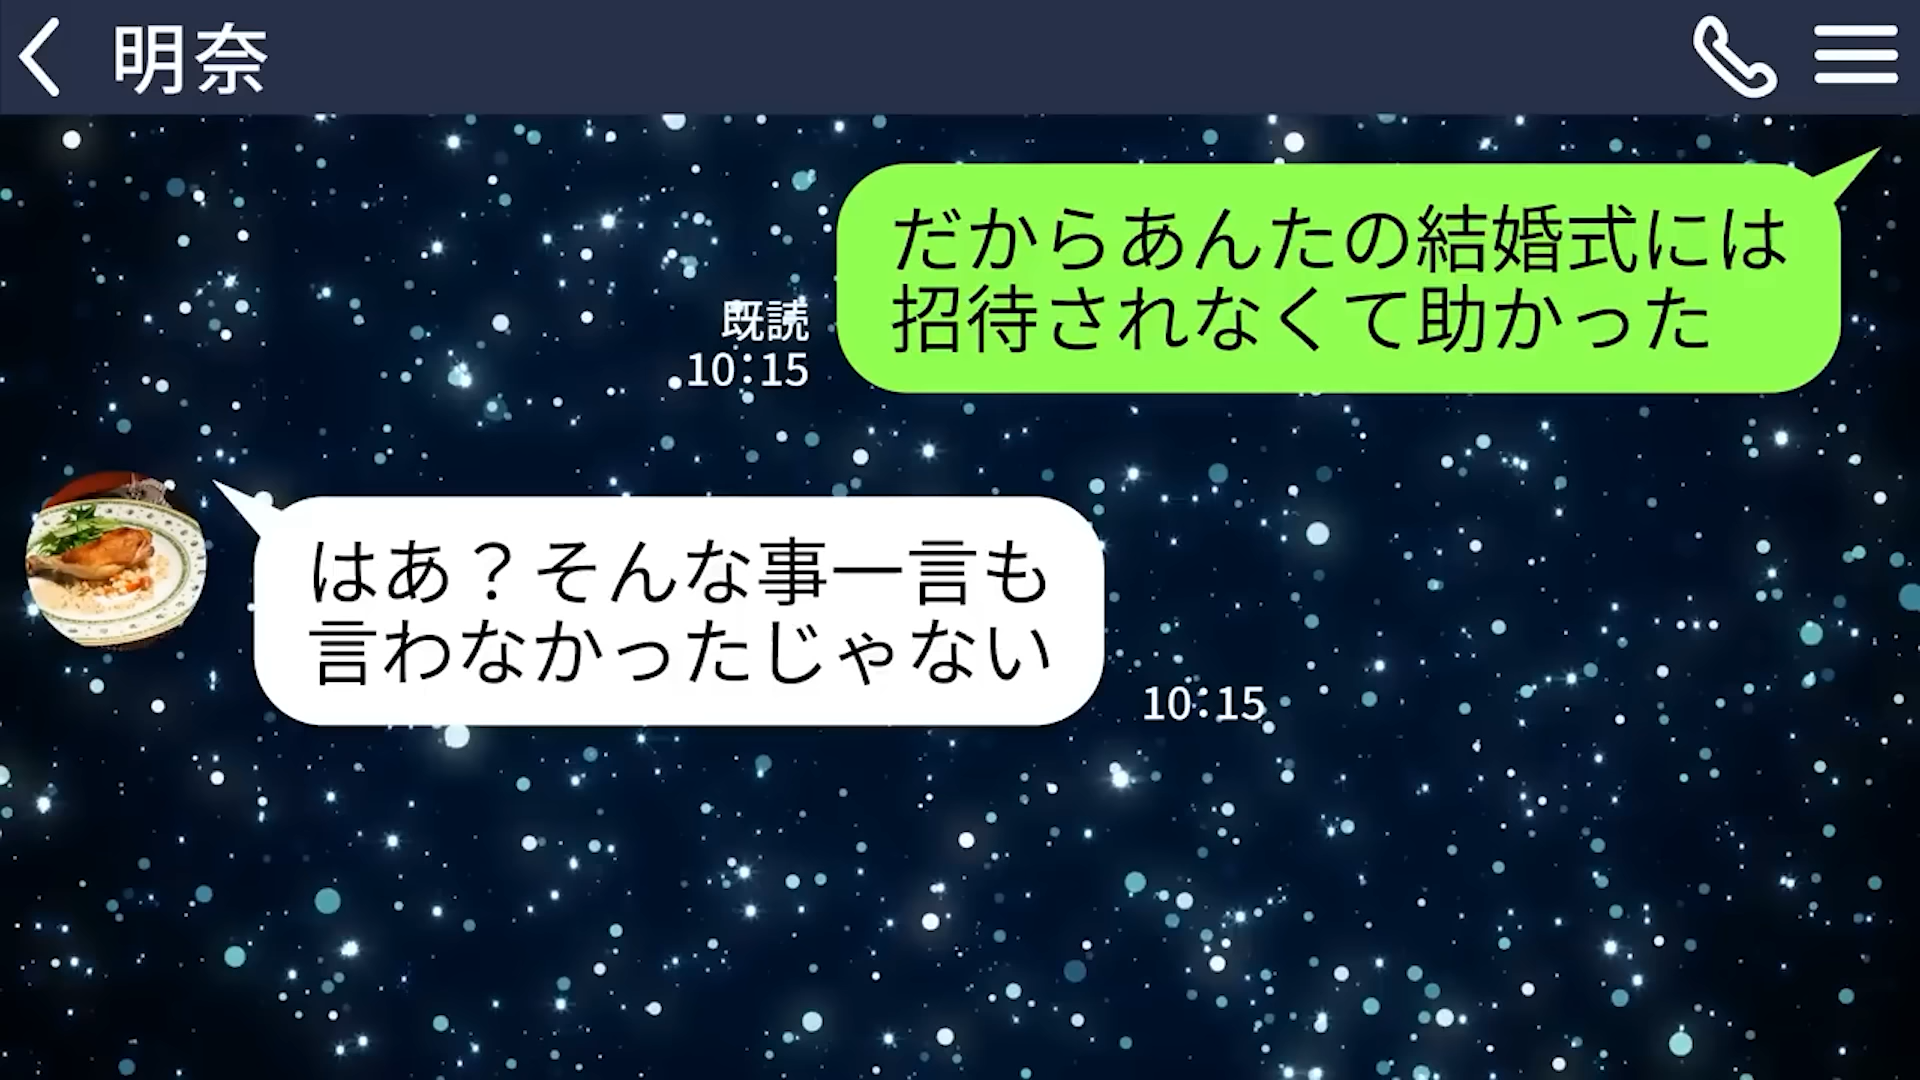 明奈
だからあんたの結婚式には
招待されなくて助かった
既読
10:15
はあ？そんな事一言も
言わなかったじゃない
10:15